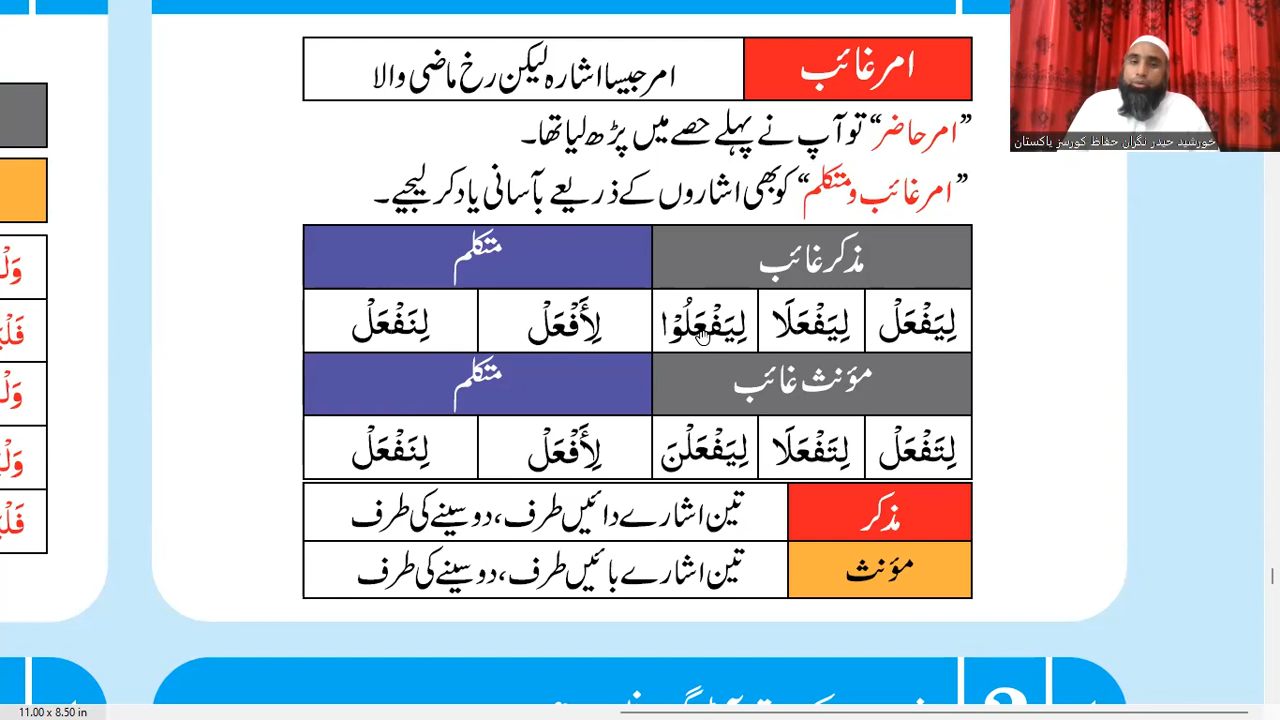 امر غائب امر جیسا اشارہ لیکن رخ ماضی والا
”امر حاضر“ تو آپ نے پہلے حصے میں پڑھ لیا تھا۔
”امر غائب و متکلم“ کو بھی اشاروں کے ذریعے بآسانی یاد کر لیجیے۔
مذکر غائب متکلم
لِيَفْعَلْ لِيَفْعَلَا لِيَفْعَلُوْا لِأَفْعَلْ لِنَفْعَلْ
مؤنث غائب متکلم
لِتَفْعَلْ لِتَفْعَلَا لِيَفْعَلْنَ لِأَفْعَلْ لِنَفْعَلْ
مذکر تین اشارے دائیں طرف، دو سینے کی طرف
مؤنث تین اشارے بائیں طرف، دو سینے کی طرف
خورشید حیدر نگران حفاظ کورسز پاکستان
11.00 x 8.50 in